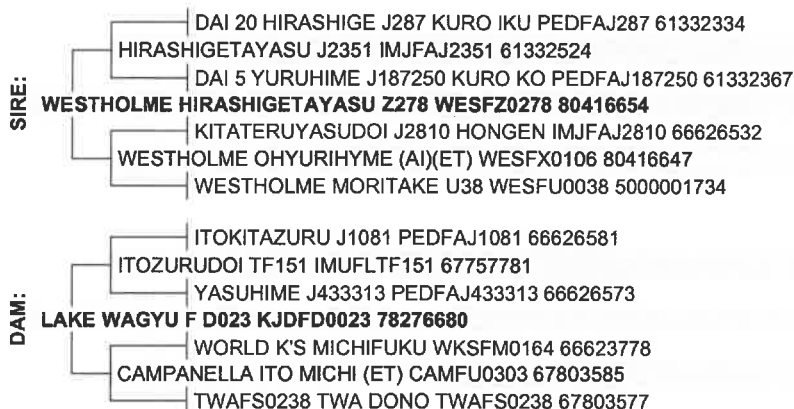 DAI 20 HIRASHIGE J287 KURO IKU PEDFAJ287 61332334
HIRASHIGETAYASU J2351 IMJFAJ2351 61332524
DAI 5 YURUHIME J187250 KURO KO PEDFAJ187250 61332367
SIRE:
WESTHOLME HIRASHIGETAYASU Z278 WESFZ0278 80416654
KITATERUYASUDOI J2810 HONGEN IMJFAJ2810 66626532
WESTHOLME OHYURIHYME (AI)(ET) WESFX0106 80416647
WESTHOLME MORITAKE U38 WESFU0038 5000001734
ITOKITAZURU J1081 PEDFAJ1081 66626581
ITOZURUDOI TF151 IMUFLTF151 67757781
YASUHIME J433313 PEDFAJ433313 66626573
DAM:
LAKE WAGYU F D023 KJDFD0023 78276680
WORLD K'S MICHIFUKU WKSFM0164 66623778
CAMPANELLA ITO MICHI (ET) CAMFU0303 67803585
TWAFS0238 TWA DONO TWAFS0238 67803577